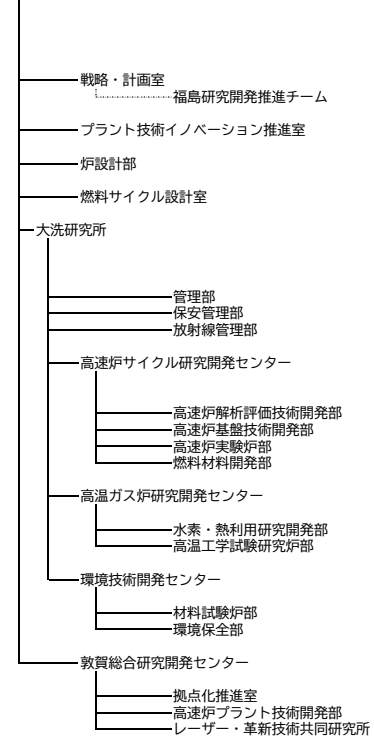 戦略・計画室
福島研究開発推進チーム
プラント技術イノベーション推進室
炉設計部
燃料サイクル設計室
大洗研究所
管理部
保安管理部
放射線管理部
高速炉サイクル研究開発センター
高速炉解析評価技術開発部
高速炉基盤技術開発部
高速炉実験炉部
燃料材料開発部
高温ガス炉研究開発センター
水素・熱利用研究開発部
高温工学試験研究炉部
環境技術開発センター
材料試験炉部
環境保全部
敦賀総合研究開発センター
拠点化推進室
高速炉プラント技術開発部
レーザー・革新技術共同研究所